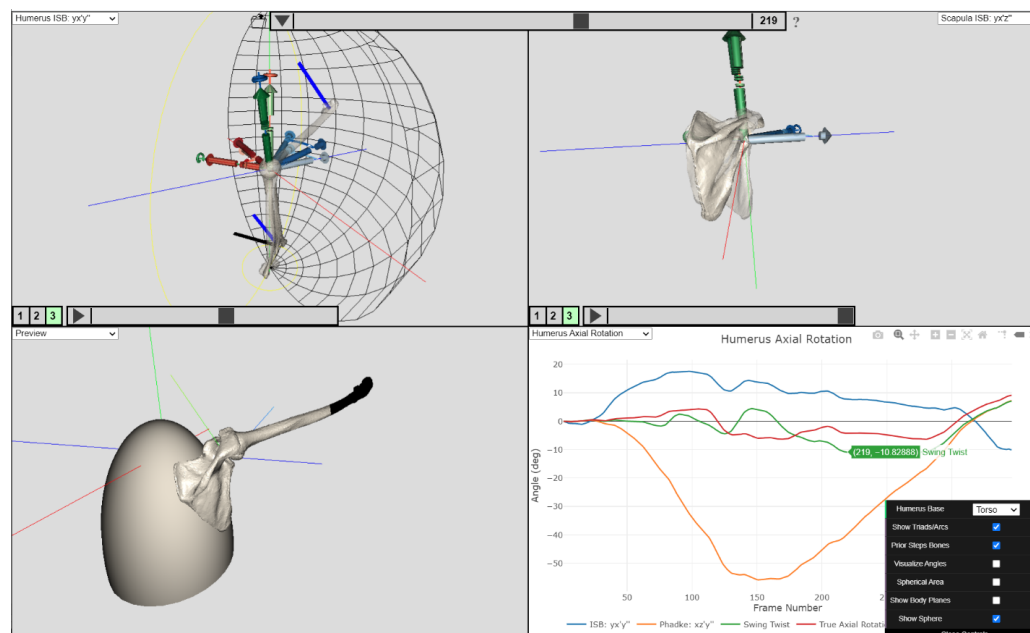 Humerus ISB: yx'y''
219 ?
Scapula ISB: yx'z''
1 2 3
1 2 3
Preview
Humerus Axial Rotation
Humerus Axial Rotation
20
10
0
−10
−20
−30
−40
−50
Angle (deg)
(219, −10.82888) Swing Twist
50
100
150
200
Frame Number
ISB: yx'y''
Phadke: xz'y''
Swing Twist
True Axial Rotatio
Humerus Base Torso
Show Triads/Arcs
Prior Steps Bones
Visualize Angles
Spherical Area
Show Body Planes
Show Sphere